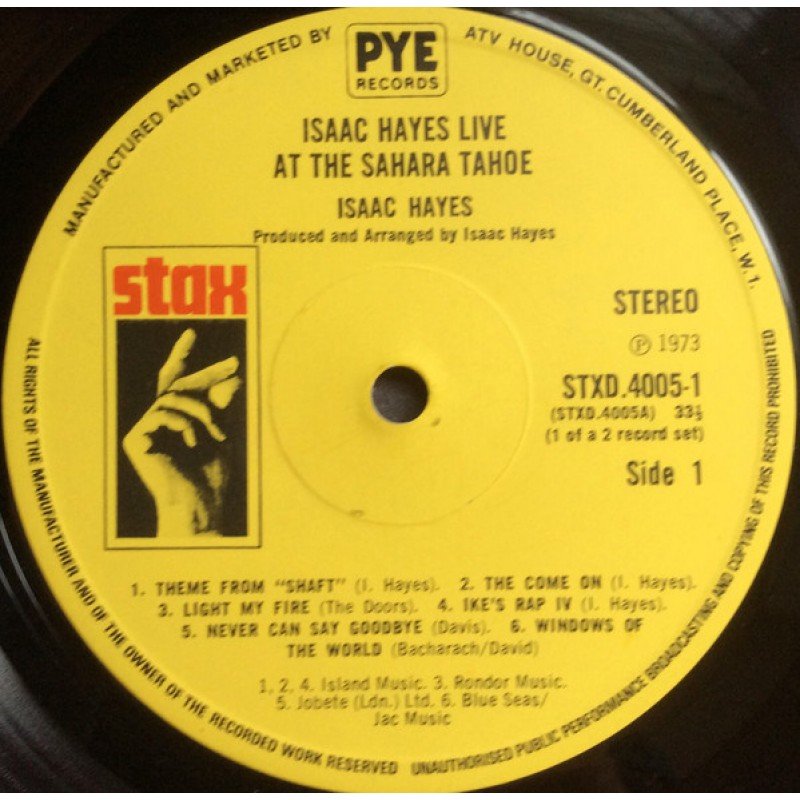 MANUFACTURED AND MARKETED BY
PYE
RECORDS
ATV HOUSE, GT. CUMBERLAND PLACE, W.1.
ISAAC HAYES LIVE
AT THE SAHARA TAHOE
ISAAC HAYES
Produced and Arranged by Isaac Hayes
stax
STEREO
Ⓟ 1973
STXD.4005-1
(STXD.4005A) 33⅓
(1 of a 2 record set)
Side 1
1. THEME FROM "SHAFT" (I. Hayes). 2. THE COME ON (I. Hayes).
3. LIGHT MY FIRE (The Doors). 4. IKE'S RAP IV (I. Hayes).
5. NEVER CAN SAY GOODBYE (Davis). 6. WINDOWS OF
THE WORLD (Bacharach/David)
1, 2, 4. Island Music. 3. Rondor Music.
5. Jobete (Ldn.) Ltd. 6. Blue Seas/
Jac Music
ALL RIGHTS OF THE MANUFACTURER AND OF THE OWNER OF THE RECORDED WORK RESERVED
UNAUTHORISED PUBLIC PERFORMANCE BROADCASTING AND COPYING OF THIS RECORD PROHIBITED